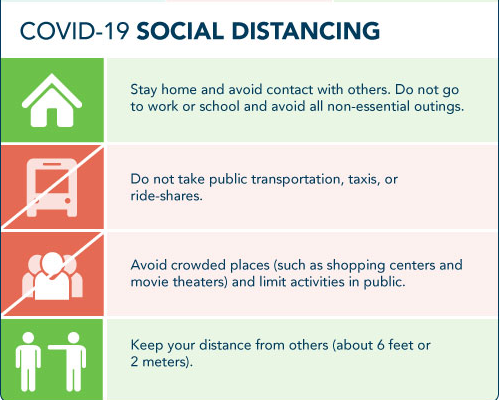 COVID-19 SOCIAL DISTANCING
Stay home and avoid contact with others. Do not go
to work or school and avoid all non-essential outings.
Do not take public transportation, taxis, or
ride-shares.
Avoid crowded places (such as shopping centers and
movie theaters) and limit activities in public.
Keep your distance from others (about 6 feet or
2 meters).